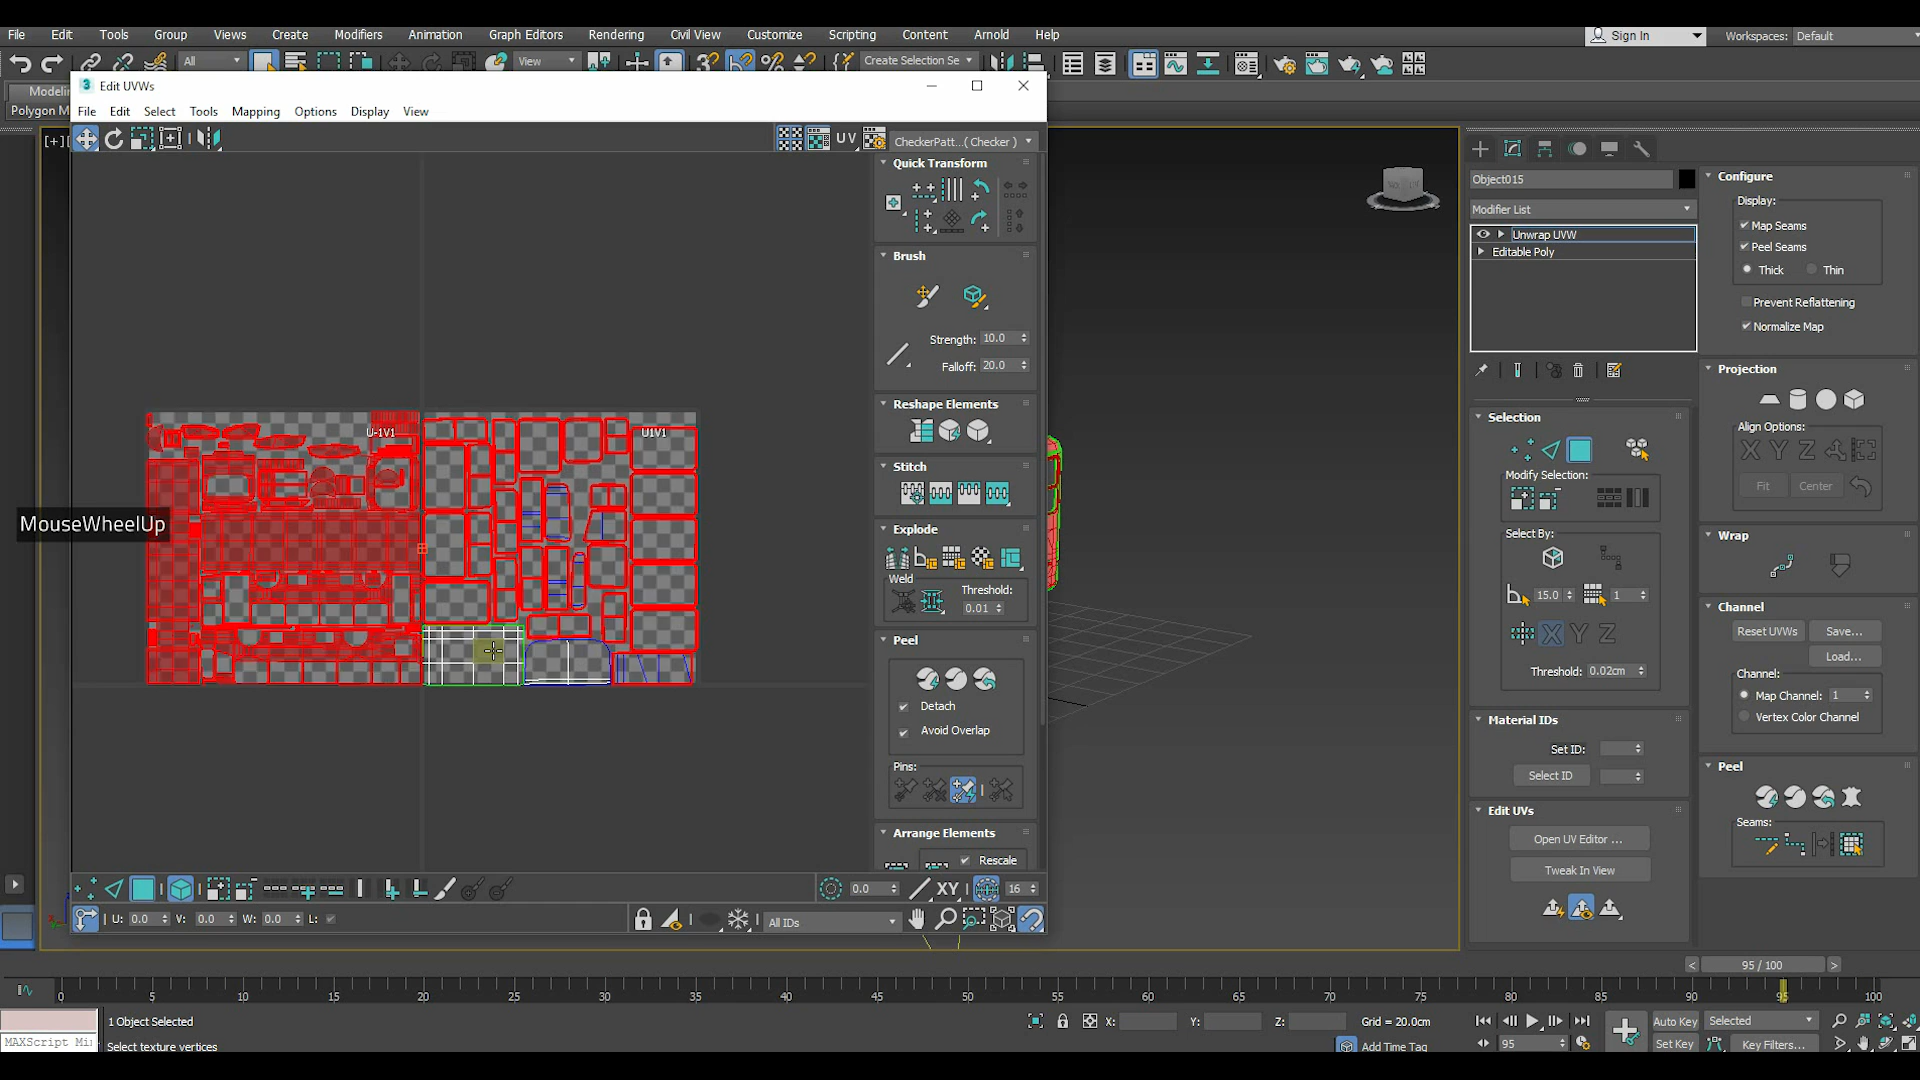 File Edit Tools Group Views Create Modifiers Animation Graph Editors Rendering Civil View Customize Scripting Content Arnold Help
Sign In
Workspaces: Default
All
View
Create Selection Se
Edit UVWs
Polygon M
File Edit Select Tools Mapping Options Display View
[+]
UV
CheckerPatt...( Checker )
Quick Transform
Brush
Strength: 10.0
Falloff: 20.0
Reshape Elements
Stitch
Explode
Weld
Threshold:
0.01
Peel
Detach
Avoid Overlap
Pins:
Arrange Elements
Rescale
U-1V1
U1V1
MouseWheelUp
0.0
XY
16
U: 0.0 V: 0.0 W: 0.0 L:
All IDs
Object015
Modifier List
Unwrap UVW
Editable Poly
Selection
Modify Selection:
Select By:
15.0
1
X Y Z
Threshold: 0.02cm
Material IDs
Set ID:
Select ID
Edit UVs
Open UV Editor ...
Tweak In View
Configure
Display:
Map Seams
Peel Seams
Thick Thin
Prevent Reflattening
Normalize Map
Projection
Align Options:
X Y Z
Fit Center
Wrap
Channel
Reset UVWs Save...
Load...
Channel:
Map Channel: 1
Vertex Color Channel
Peel
Seams:
< 95 / 100 >
0 5 10 15 20 25 30 35 40 45 50 55 60 65 70 75 80 85 90 95 100
1 Object Selected
X: Y: Z: Grid = 20.0cm
Auto Key Selected
MAXScript Mi
Select texture vertices
Add Time Tag
95
Set Key Key Filters...